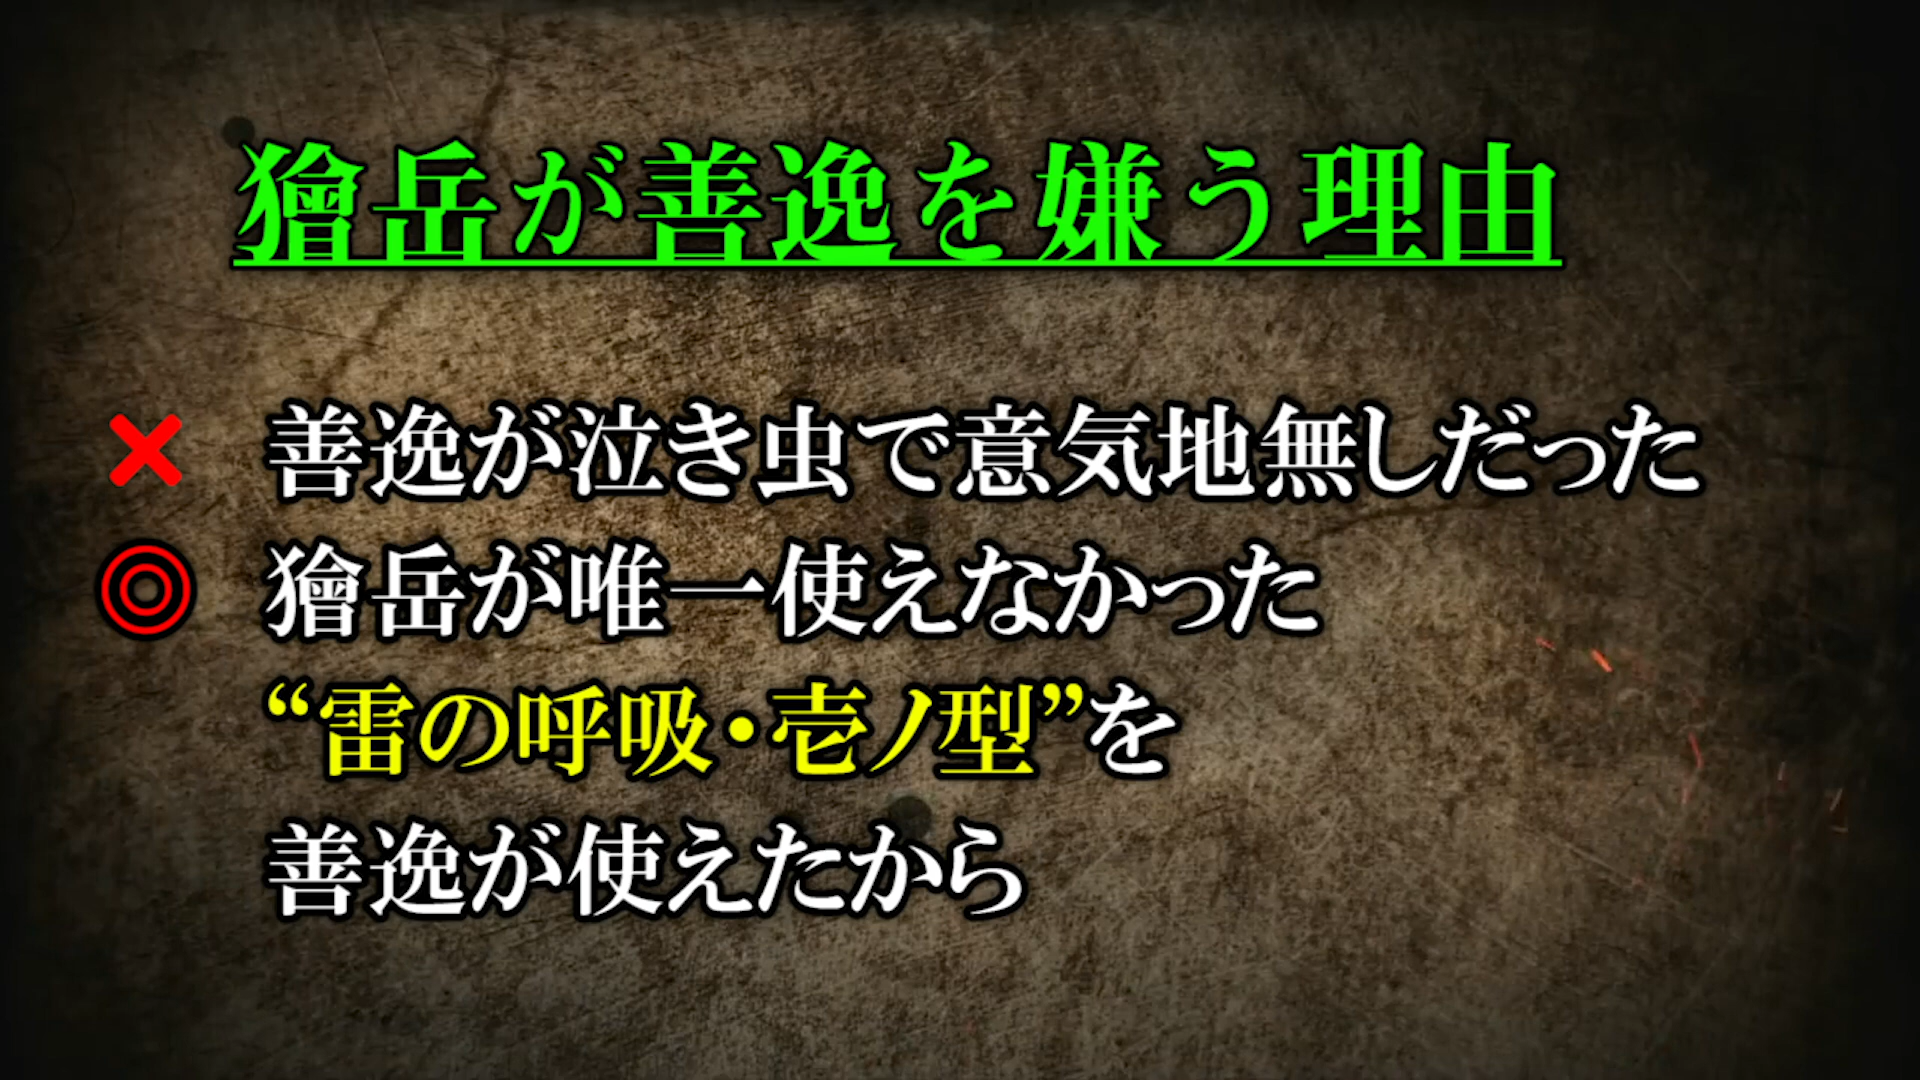 獪岳が善逸を嫌う理由
❌ 善逸が泣き虫で意気地無しだった
◎ 獪岳が唯一使えなかった
“雷の呼吸・壱ノ型”を
善逸が使えたから